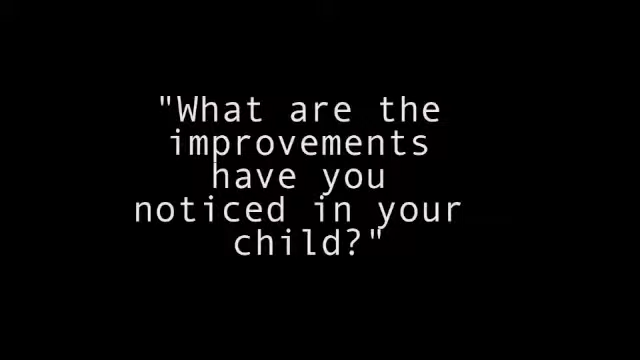 "What are the
improvements
have you
noticed in your
child?"